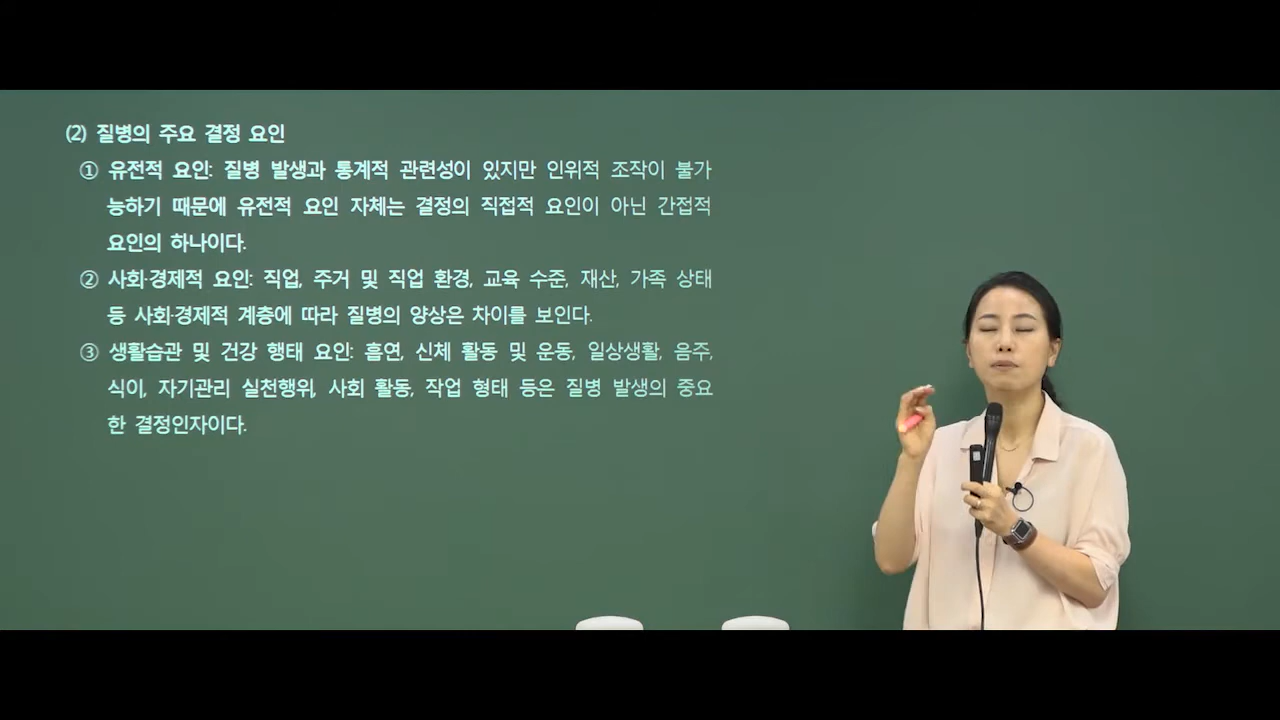 (2) 질병의 주요 결정 요인
① 유전적 요인: 질병 발생과 통계적 관련성이 있지만 인위적 조작이 불가
능하기 때문에 유전적 요인 자체는 결정의 직접적 요인이 아닌 간접적
요인의 하나이다.
② 사회·경제적 요인: 직업, 주거 및 직업 환경, 교육 수준, 재산, 가족 상태
등 사회·경제적 계층에 따라 질병의 양상은 차이를 보인다.
③ 생활습관 및 건강 행태 요인: 흡연, 신체 활동 및 운동, 일상생활, 음주,
식이, 자기관리 실천행위, 사회 활동, 작업 형태 등은 질병 발생의 중요
한 결정인자이다.